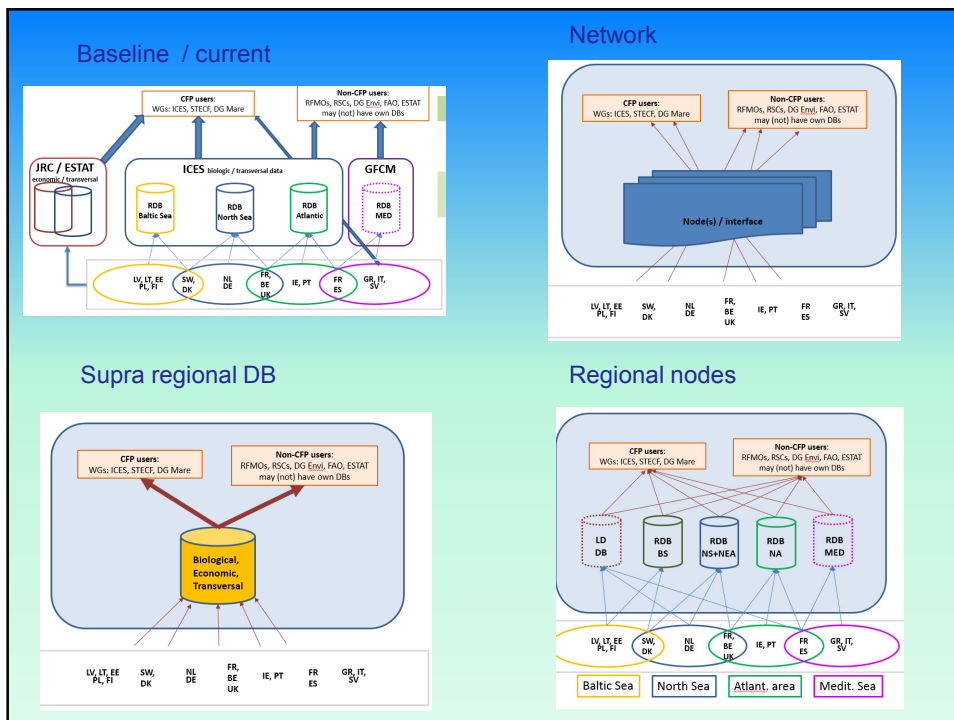 Baseline / current
CFP users:
WGs: ICES, STECF, DG Mare
Non-CFP users:
RFMOs, RSCs, DG Envi, FAO, ESTAT
may (not) have own DBs
JRC / ESTAT
economic / transversal
ICES biologic / transversal data
GFCM
RDB
Baltic Sea
RDB
North Sea
RDB
Atlantic
RDB
MED
LV, LT, EE
PL, FI
SW,
DK
NL
DE
FR,
BE
UK
IE, PT
FR
ES
GR, IT,
SV
Network
CFP users:
WGs: ICES, STECF, DG Mare
Non-CFP users:
RFMOs, RSCs, DG Envi, FAO, ESTAT
may (not) have own DBs
Node(s) / interface
LV, LT, EE
PL, FI
SW,
DK
NL
DE
FR,
BE
UK
IE, PT
FR
ES
GR, IT,
SV
Supra regional DB
CFP users:
WGs: ICES, STECF, DG Mare
Non-CFP users:
RFMOs, RSCs, DG Envi, FAO, ESTAT
may (not) have own DBs
Biological,
Economic,
Transversal
LV, LT, EE
PL, FI
SW,
DK
NL
DE
FR,
BE
UK
IE, PT
FR
ES
GR, IT,
SV
Regional nodes
CFP users:
WGs: ICES, STECF, DG Mare
Non-CFP users:
RFMOs, RSCs, DG Envi, FAO, ESTAT
may (not) have own DBs
LD
DB
RDB
BS
RDB
NS+NEA
RDB
NA
RDB
MED
LV, LT, EE
PL, FI
SW,
DK
NL
DE
FR,
BE
UK
IE, PT
FR
ES
GR, IT,
SV
Baltic Sea
North Sea
Atlant. area
Medit. Sea